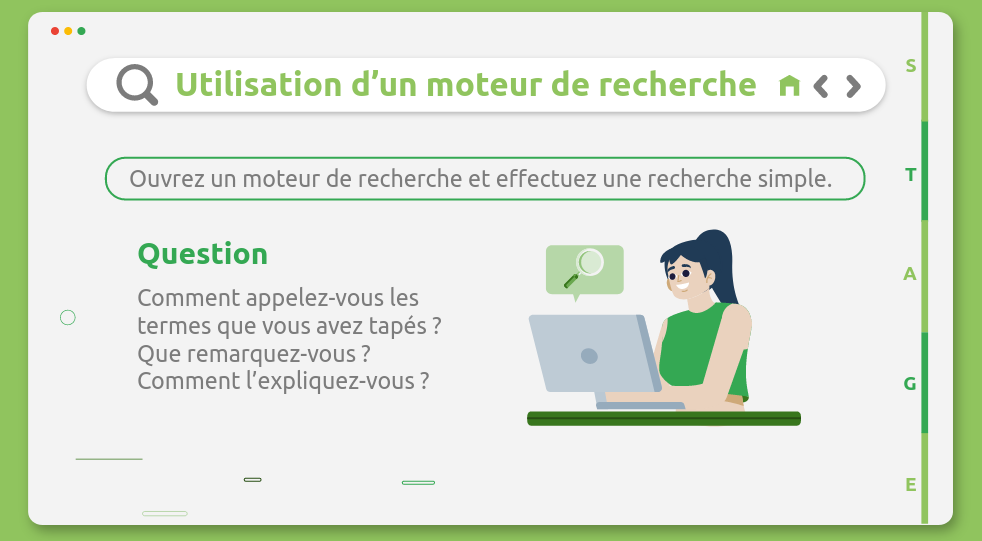 Utilisation d’un moteur de recherche
Ouvrez un moteur de recherche et effectuez une recherche simple.
Question
Comment appelez-vous les
termes que vous avez tapés ?
Que remarquez-vous ?
Comment l’expliquez-vous ?
S
T
A
G
E